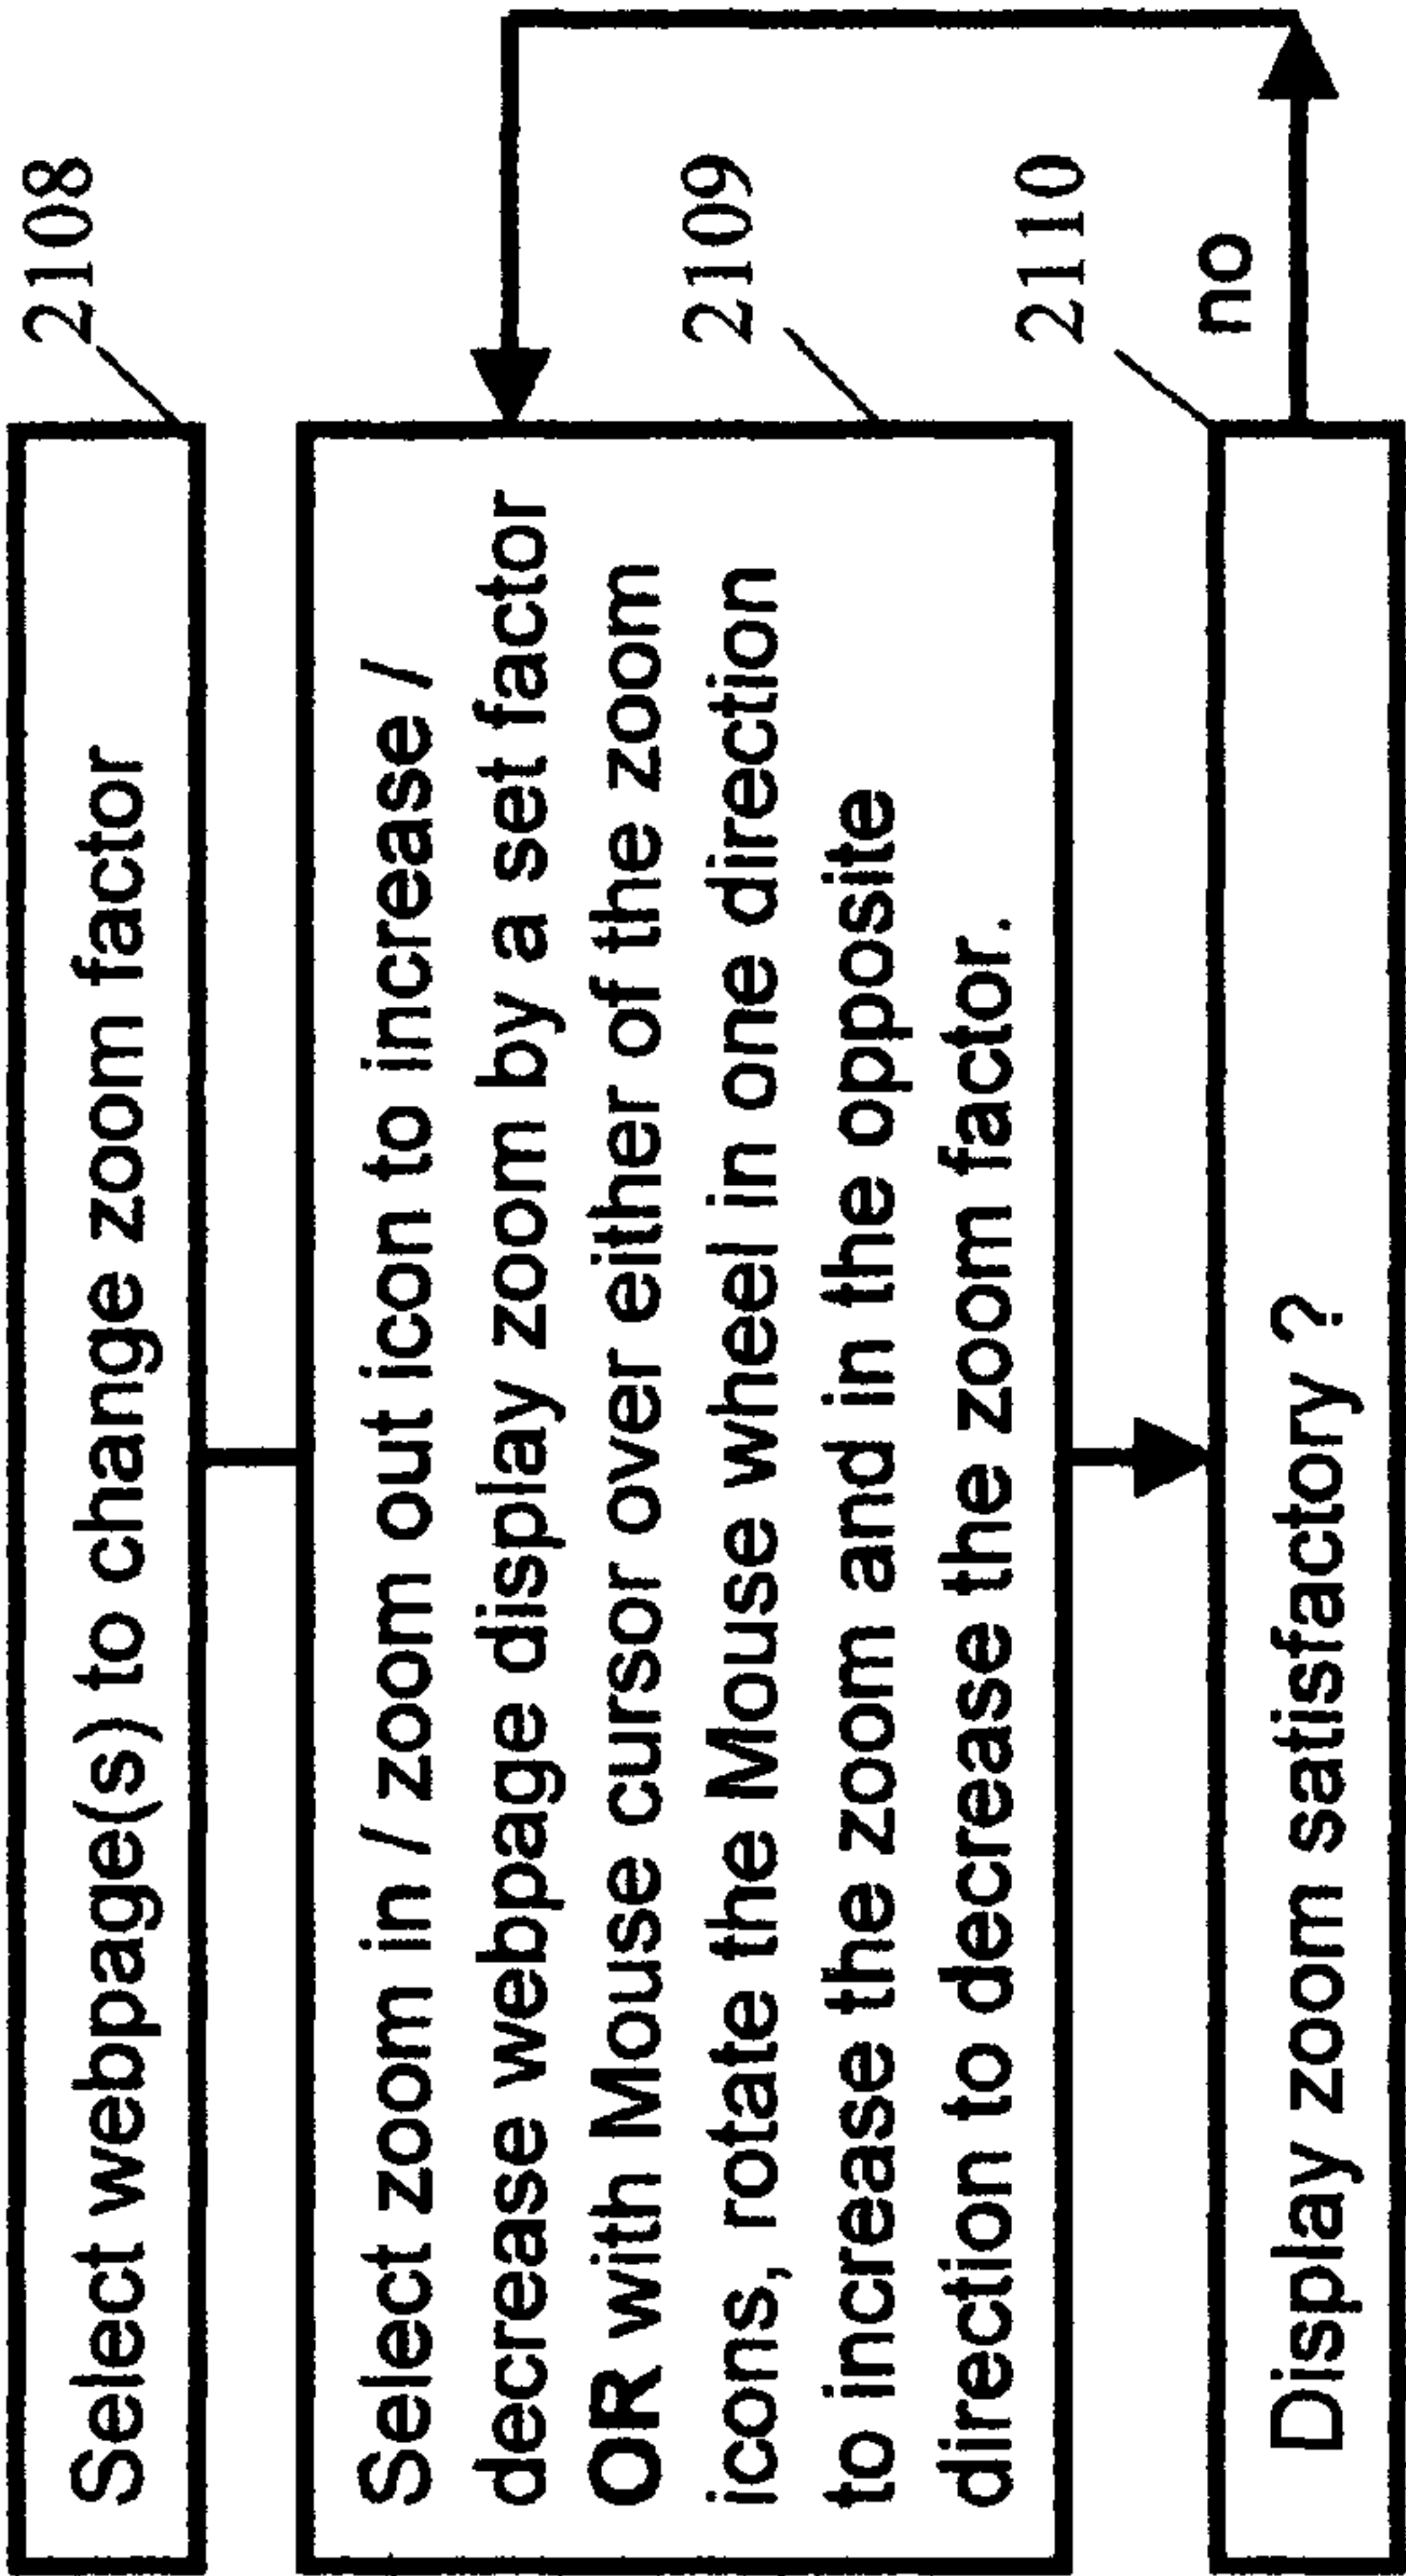 Select webpage(s) to change zoom factor
2108
Select zoom in / zoom out icon to increase /
decrease webpage display zoom by a set factor
OR with Mouse cursor over either of the zoom
icons, rotate the Mouse wheel in one direction
to increase the zoom and in the opposite
direction to decrease the zoom factor.
2109
Display zoom satisfactory ?
2110
no